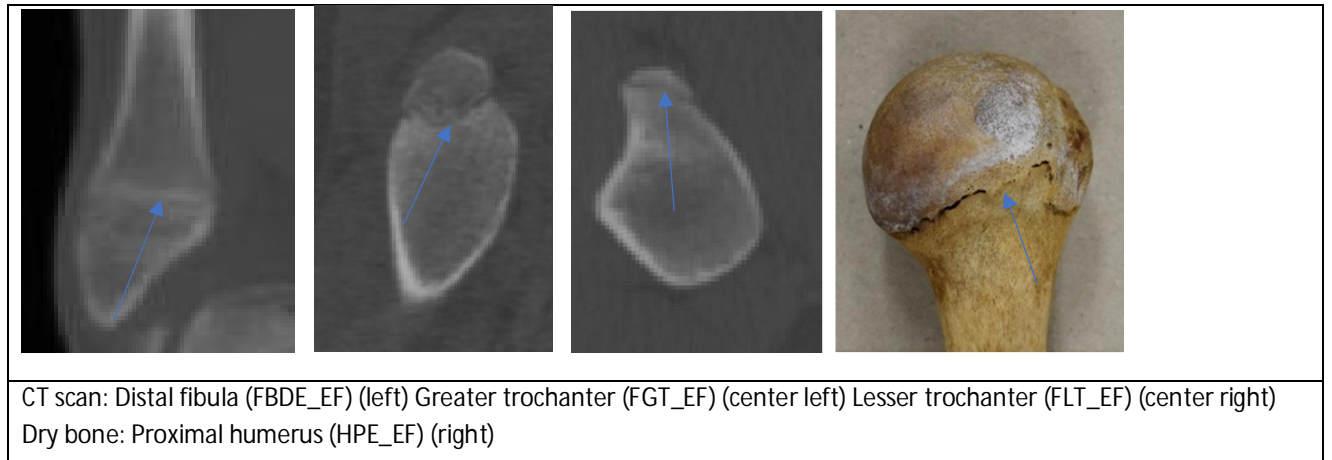 CT scan: Distal fibula (FBDE_EF) (left) Greater trochanter (FGT_EF) (center left) Lesser trochanter (FLT_EF) (center right)
Dry bone: Proximal humerus (HPE_EF) (right)